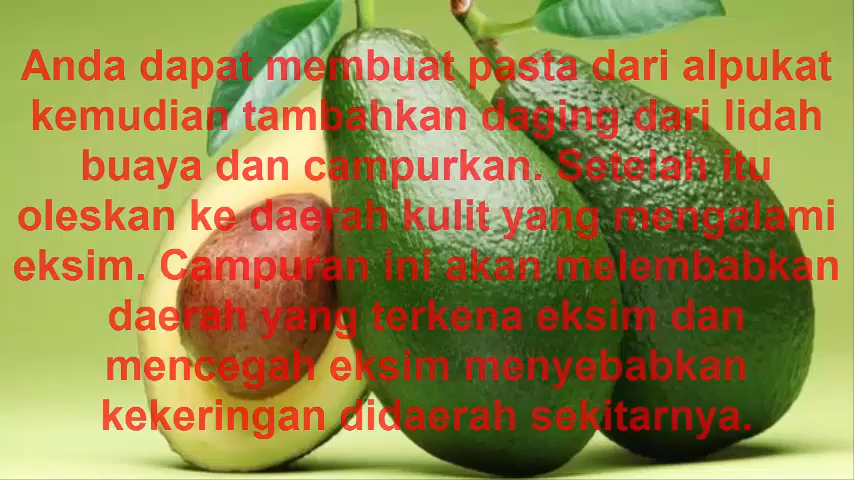 Anda dapat membuat pasta dari alpukat
kemudian tambahkan daging dari lidah
buaya dan campurkan. Setelah itu
oleskan ke daerah kulit yang mengalami
eksim. Campuran ini akan melembabkan
daerah yang terkena eksim dan
mencegah eksim menyebabkan
kekeringan didaerah sekitarnya.